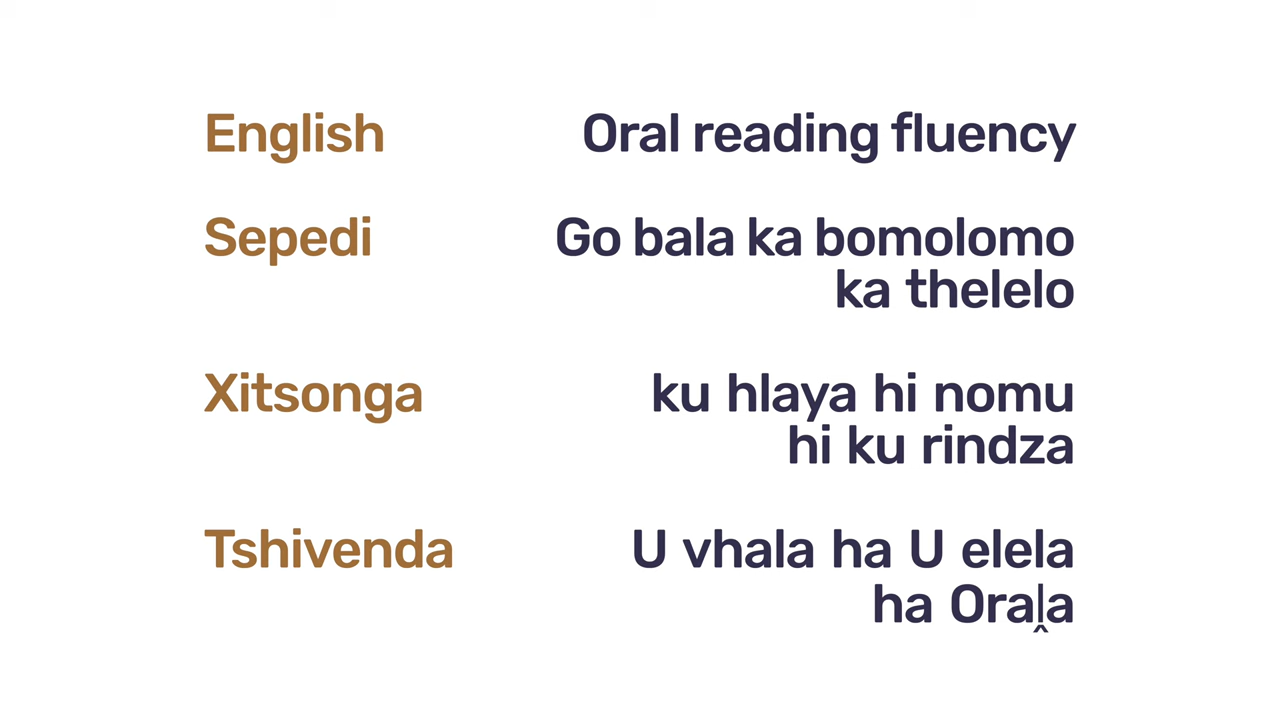 English
Oral reading fluency
Sepedi
Go bala ka bomolomo
ka thelelo
Xitsonga
ku hlaya hi nomu
hi ku rindza
Tshivenda
U vhala ha U elela
ha Oraḽa